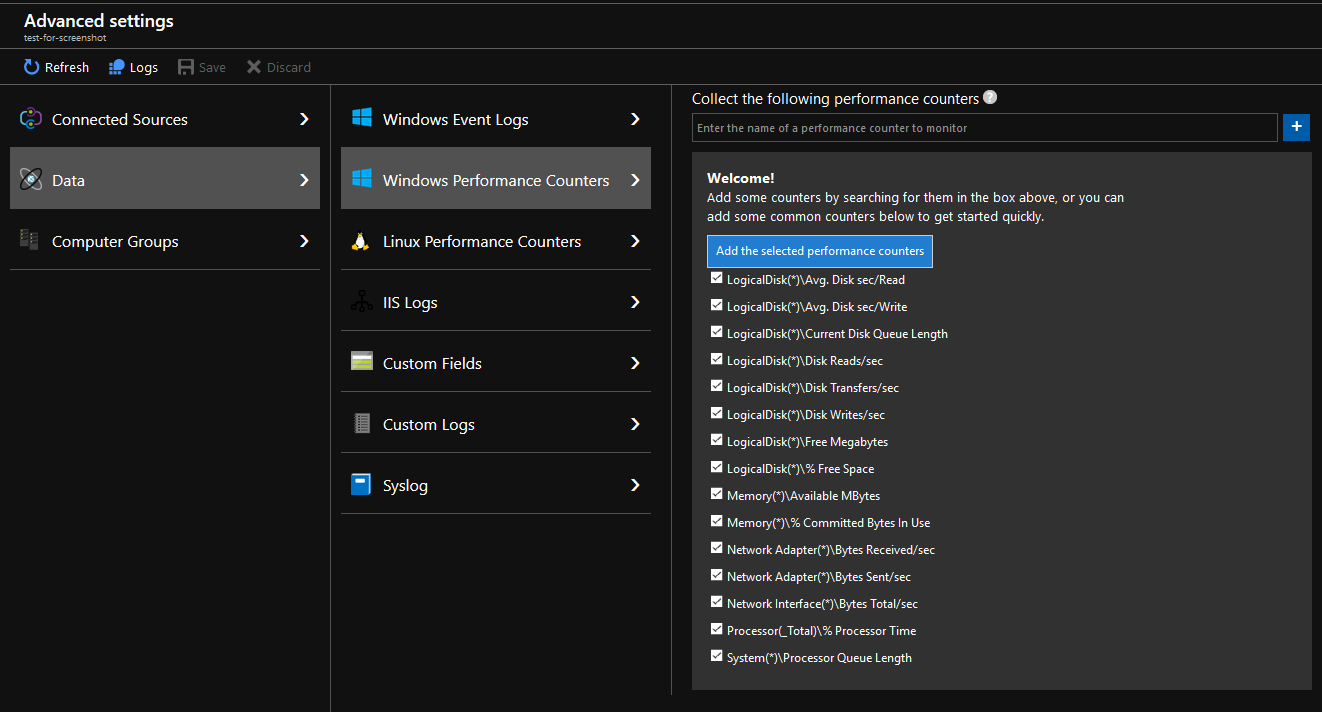 Advanced settings
test-for-screenshot
Refresh
Logs
Save
Discard
Connected Sources
Data
Computer Groups
Windows Event Logs
Windows Performance Counters
Linux Performance Counters
IIS Logs
Custom Fields
Custom Logs
Syslog
Collect the following performance counters ?
Enter the name of a performance counter to monitor
+
Welcome!
Add some counters by searching for them in the box above, or you can
add some common counters below to get started quickly.
Add the selected performance counters
LogicalDisk(*)\Avg. Disk sec/Read
LogicalDisk(*)\Avg. Disk sec/Write
LogicalDisk(*)\Current Disk Queue Length
LogicalDisk(*)\Disk Reads/sec
LogicalDisk(*)\Disk Transfers/sec
LogicalDisk(*)\Disk Writes/sec
LogicalDisk(*)\Free Megabytes
LogicalDisk(*)\% Free Space
Memory(*)\Available MBytes
Memory(*)\% Committed Bytes In Use
Network Adapter(*)\Bytes Received/sec
Network Adapter(*)\Bytes Sent/sec
Network Interface(*)\Bytes Total/sec
Processor(_Total)\% Processor Time
System(*)\Processor Queue Length